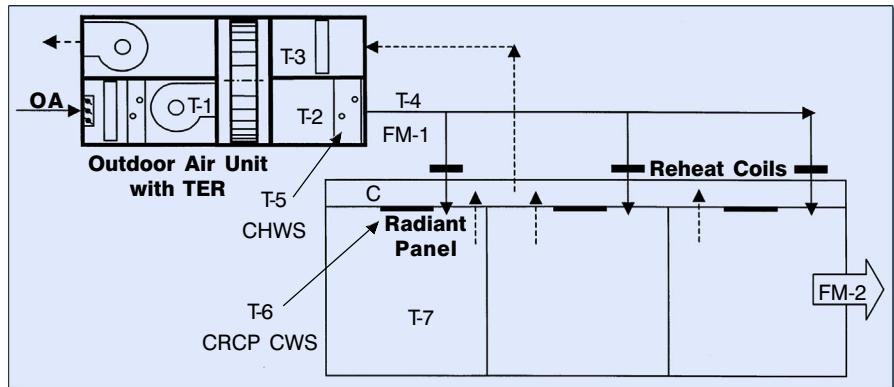 T-3
OA
T-1
T-2
T-4
FM-1
Outdoor Air Unit
with TER
Reheat Coils
T-5
CHWS
C
Radiant
Panel
T-6
CRCP CWS
T-7
FM-2